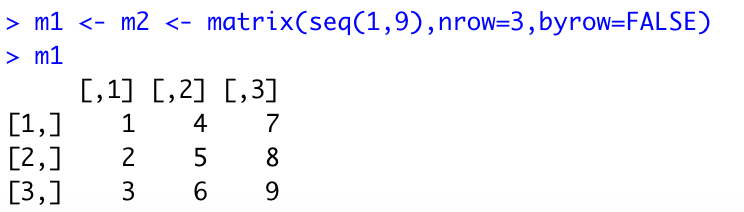 > m1 <- m2 <- matrix(seq(1,9),nrow=3,byrow=FALSE)
> m1
     [,1] [,2] [,3]
[1,]    1    4    7
[2,]    2    5    8
[3,]    3    6    9